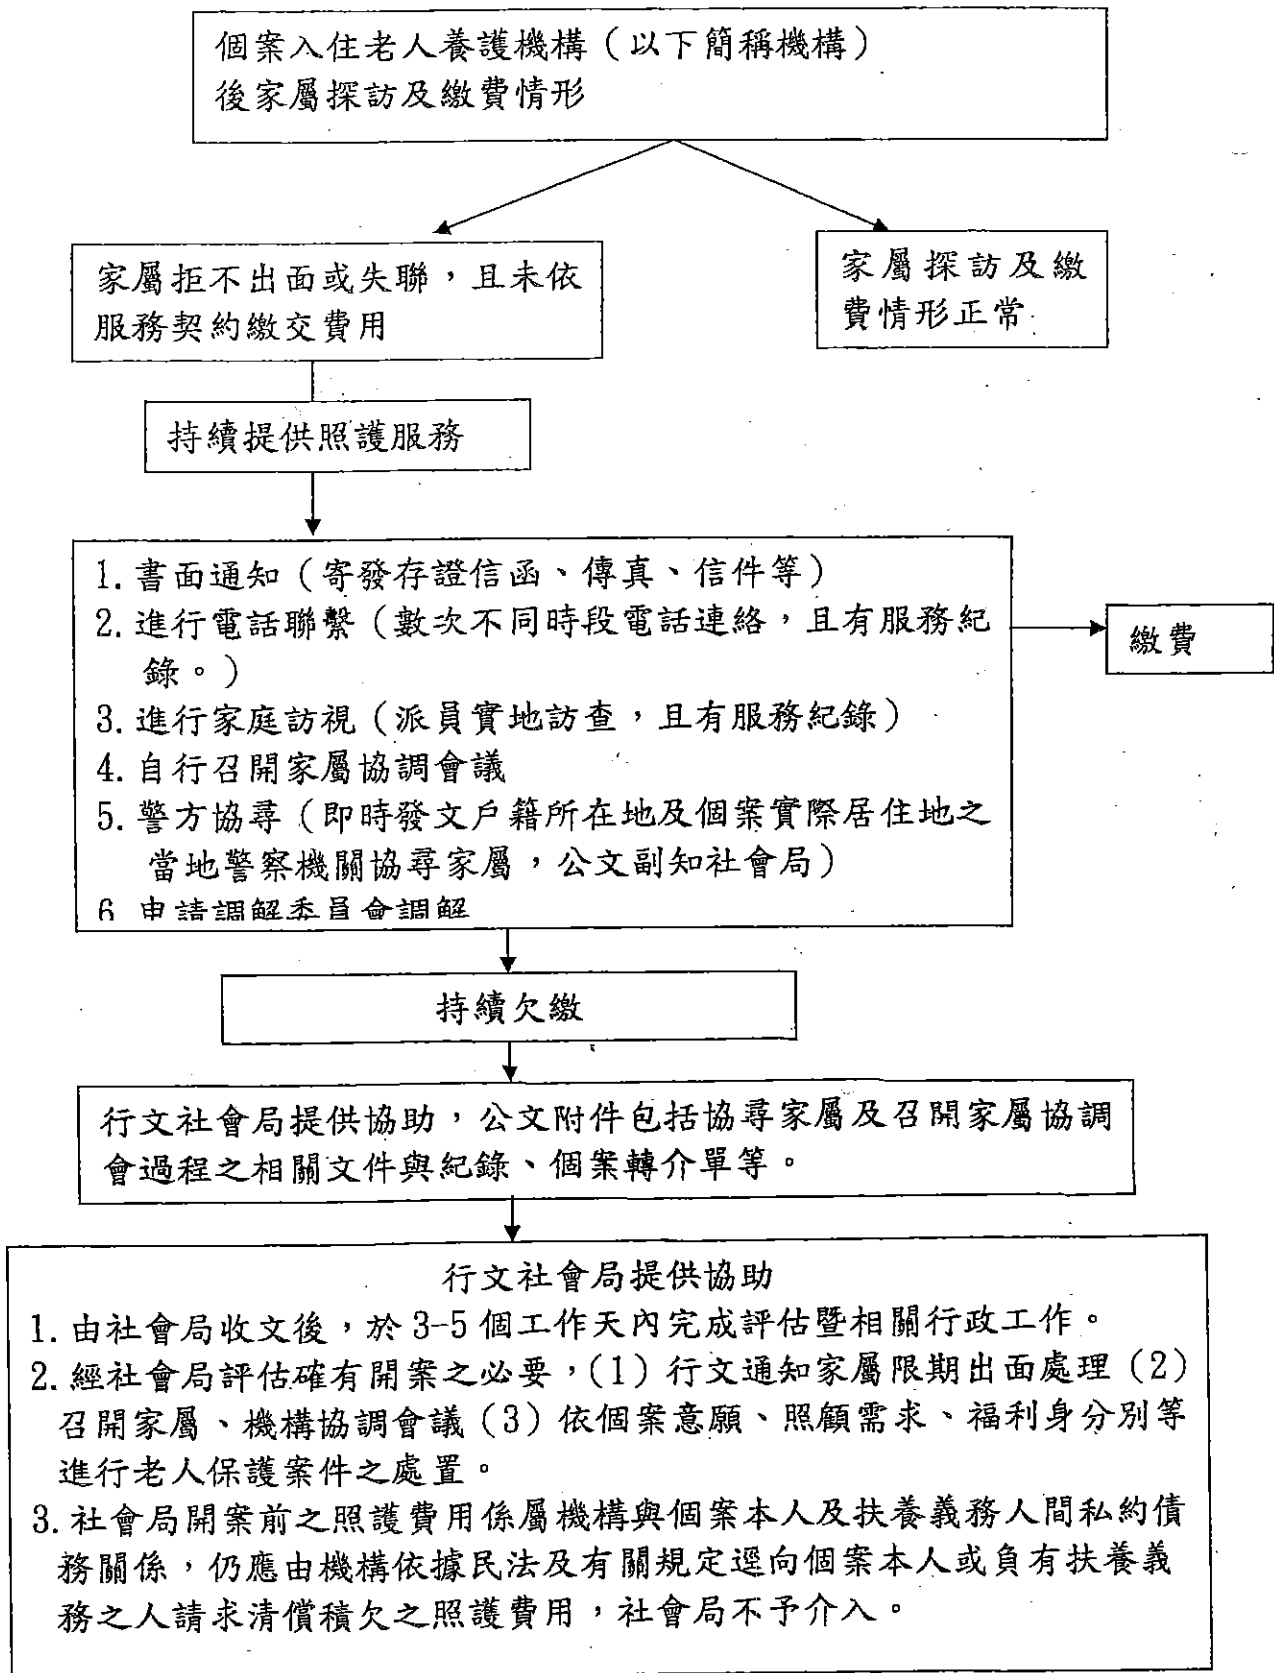 個案入住老人養護機構（以下簡稱機構）
後家屬探訪及繳費情形
家屬拒不出面或失聯，且未依
服務契約繳交費用
家屬探訪及繳
費情形正常
持續提供照護服務
1. 書面通知（寄發存證信函、傳真、信件等）
2. 進行電話聯繫（數次不同時段電話連絡，且有服務紀
錄。）
3. 進行家庭訪視（派員實地訪查，且有服務紀錄）
4. 自行召開家屬協調會議
5. 警方協尋（即時發文戶籍所在地及個案實際居住地之
當地警察機關協尋家屬，公文副知社會局）
6 申請調解委員會調解
繳費
持續欠繳
行文社會局提供協助，公文附件包括協尋家屬及召開家屬協調
會過程之相關文件與紀錄、個案轉介單等。
行文社會局提供協助
1. 由社會局收文後，於 3-5 個工作天內完成評估暨相關行政工作。
2. 經社會局評估確有開案之必要，(1) 行文通知家屬限期出面處理 (2)
召開家屬、機構協調會議 (3) 依個案意願、照顧需求、福利身分別等
進行老人保護案件之處置。
3. 社會局開案前之照護費用係屬機構與個案本人及扶養義務人間私約債
務關係，仍應由機構依據民法及有關規定逕向個案本人或負有扶養義
務之人請求清償積欠之照護費用，社會局不予介入。